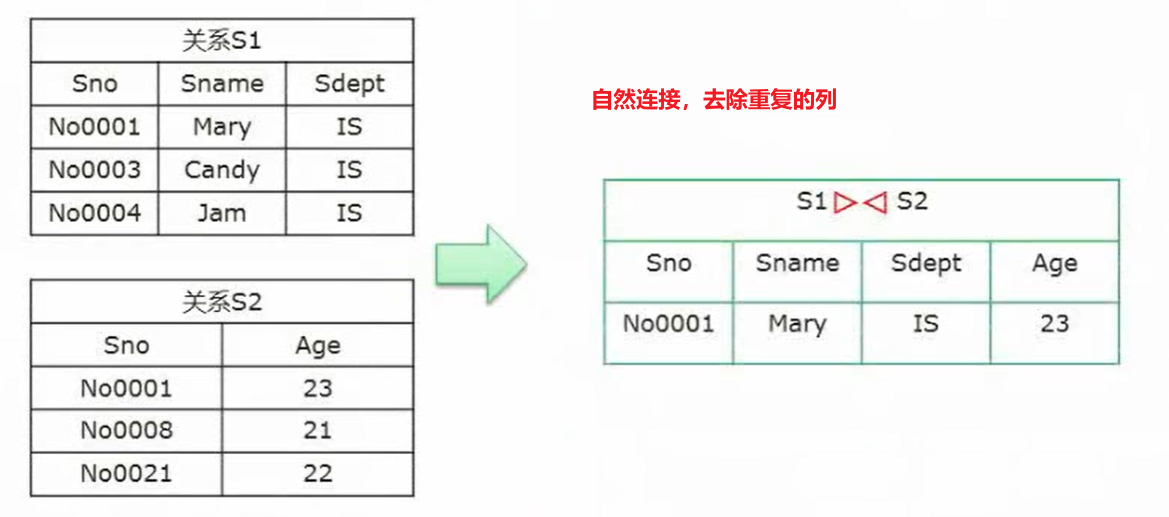 关系S1
Sno Sname Sdept
No0001 Mary IS
No0003 Candy IS
No0004 Jam IS
关系S2
Sno Age
No0001 23
No0008 21
No0021 22
自然连接，去除重复的列
S1 ▷◁ S2
Sno Sname Sdept Age
No0001 Mary IS 23